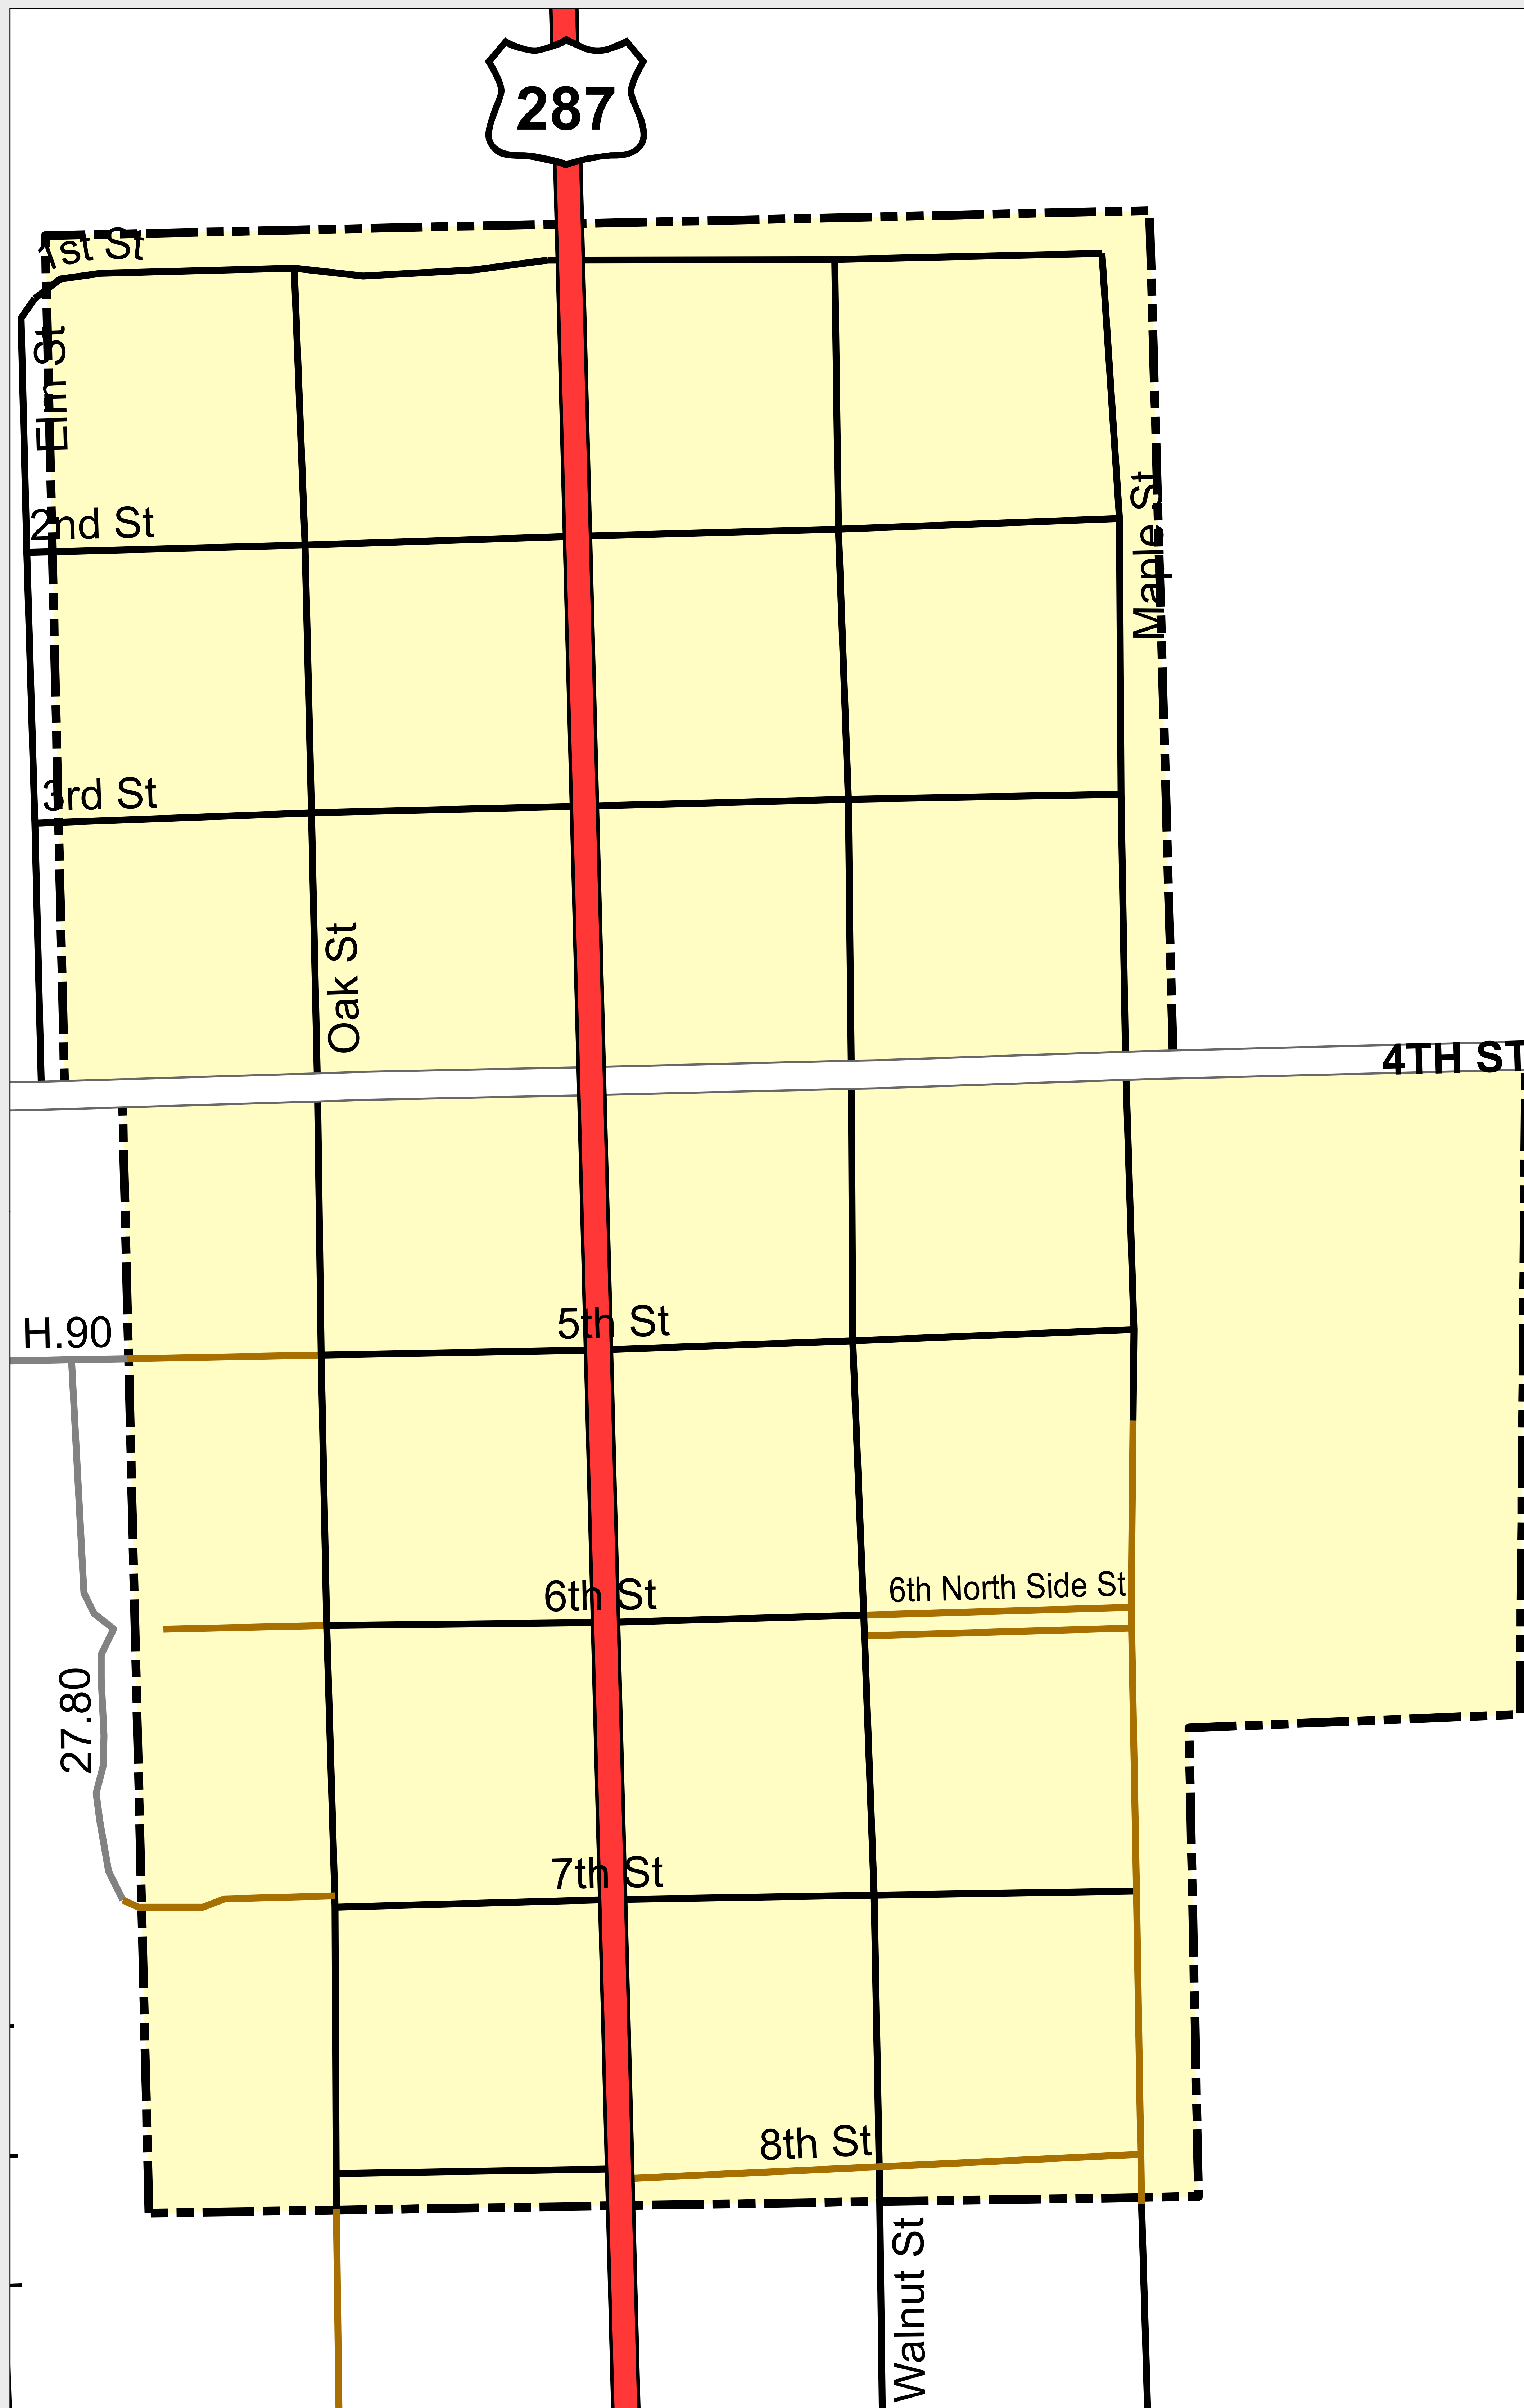 287
1st St
Elm St
2nd St
Maple St
3rd St
Oak St
4TH ST
5th St
H.90
6th St
6th North Side St
27.80
7th St
8th St
Walnut St